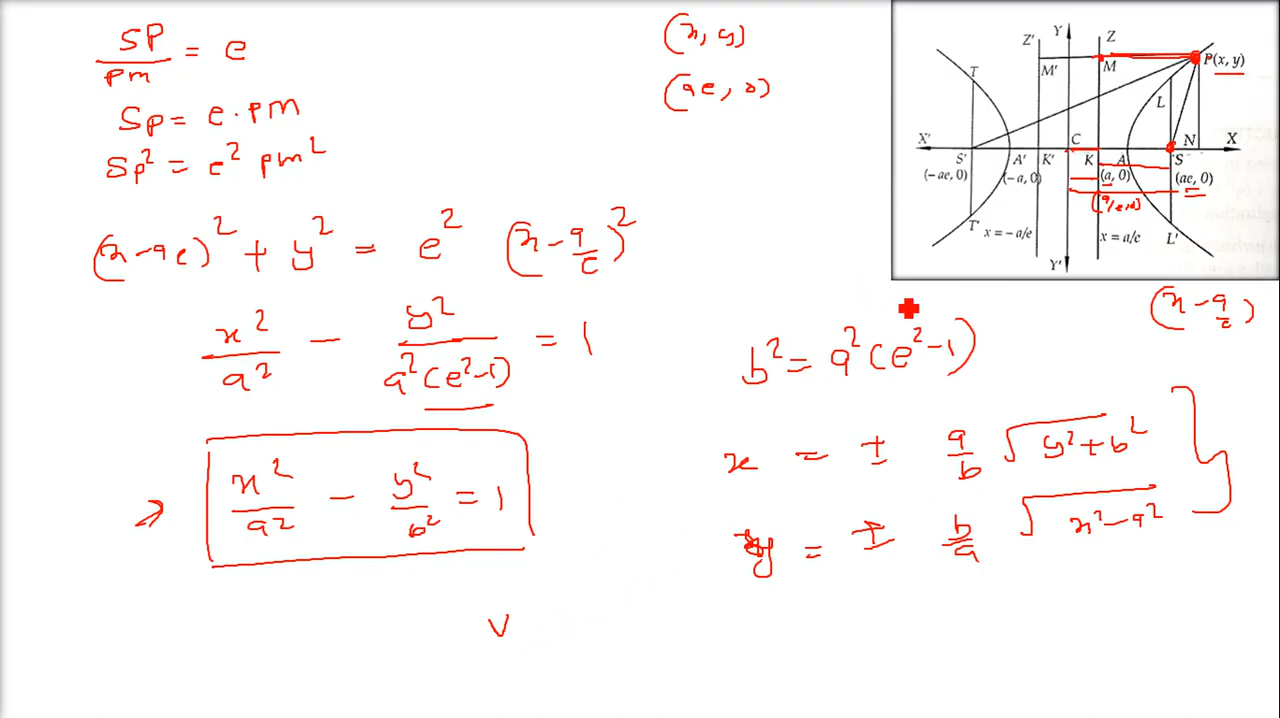 SP/PM = e
SP = e · PM
SP² = e² PM²
(x - ae)² + y² = e² (x - a/e)²
x²/a² - y²/a²(e²-1) = 1
⇒ x²/a² - y²/b² = 1
V
(x, y)
(ae, 0)
Z' Y Z
T M' M P(x, y)
L
X' C N X
S' A' K' K A S
(-ae, 0) (-a, 0) (a, 0) (ae, 0)
(a/e, 0)
T' x = -a/e x = a/e L'
Y'
(x - a/e)
b² = a²(e²-1)
x = ± a/b √(y²+b²)
y = ± b/a √(x²-a²)